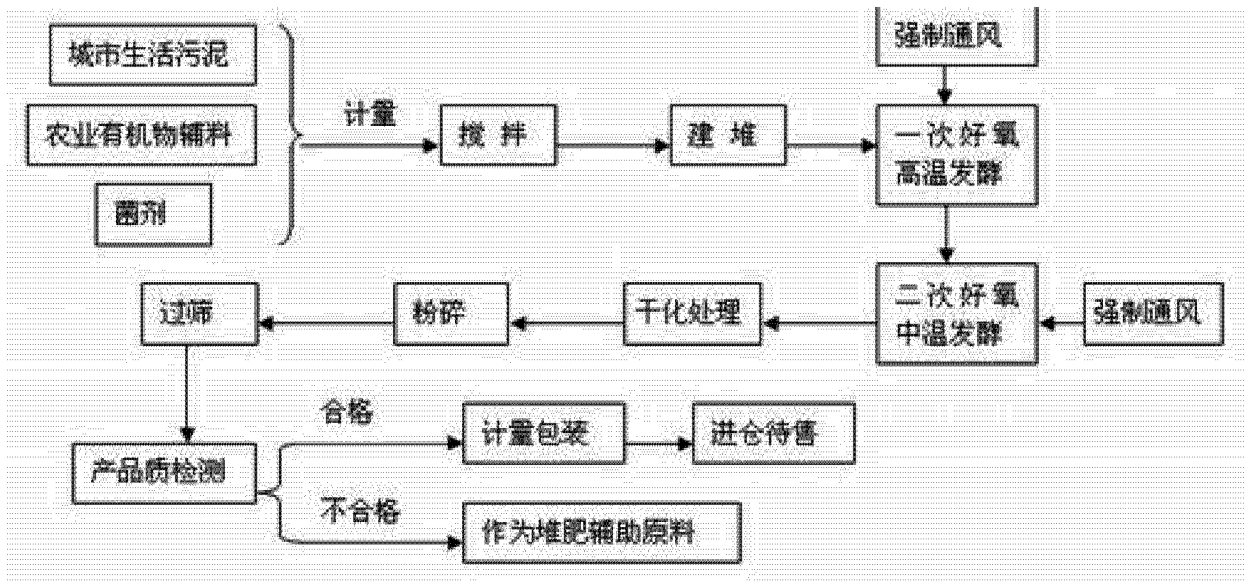 强制通风
城市生活污泥
农业有机物辅料
菌剂
计量
搅拌
建堆
一次好氧
高温发酵
过筛
粉碎
干化处理
二次好氧
中温发酵
强制通风
产品质检测
合格
计量包装
进仓待售
不合格
作为堆肥辅助原料